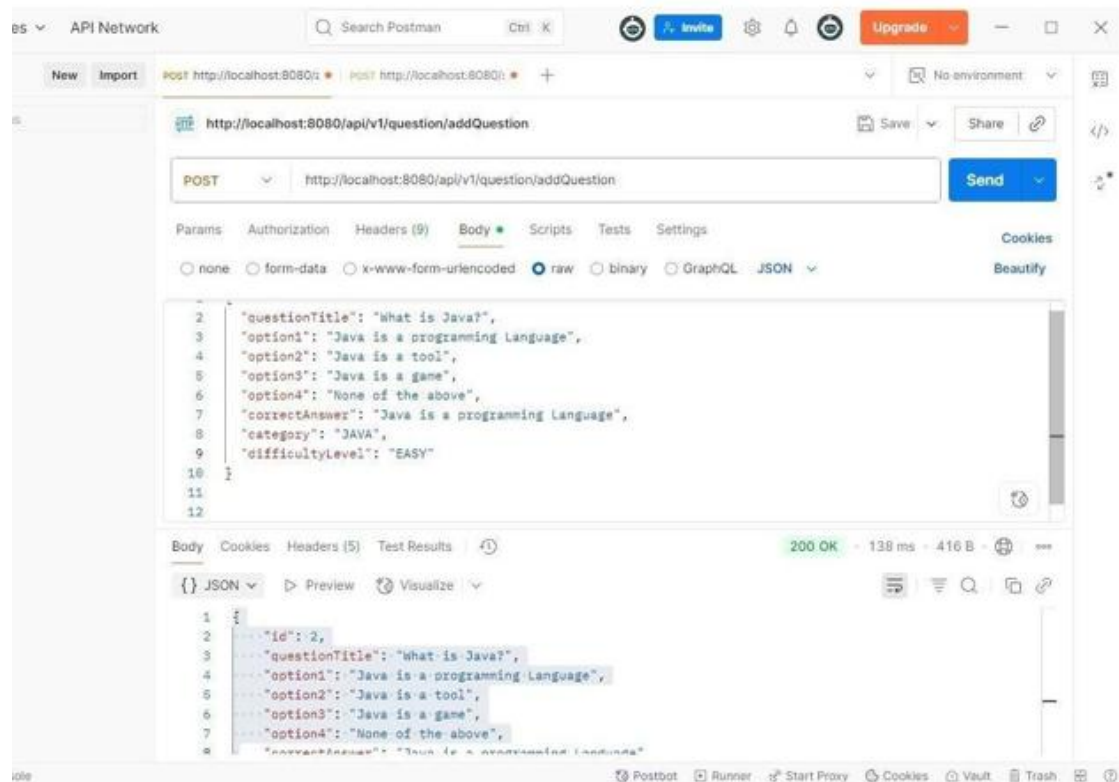 es API Network Search Postman Ctrl K Invite Upgrade
New Import POST http://localhost:8080/a POST http://localhost:8080/ No environment
http://localhost:8080/api/v1/question/addQuestion Save Share
POST http://localhost:8080/api/v1/question/addQuestion Send
Params Authorization Headers (9) Body Scripts Tests Settings Cookies
none form-data x-www-form-urlencoded raw binary GraphQL JSON Beautify
2 "questionTitle": "What is Java?",
3 "option1": "Java is a programming Language",
4 "option2": "Java is a tool",
5 "option3": "Java is a game",
6 "option4": "None of the above",
7 "correctAnswer": "Java is a programming Language",
8 "category": "JAVA",
9 "difficultyLevel": "EASY"
10 }
11
12
Body Cookies Headers (5) Test Results 200 OK 138 ms 416 B
{} JSON Preview Visualize
1 {
2 "id": 2,
3 "questionTitle": "What is Java?",
4 "option1": "Java is a programming Language",
5 "option2": "Java is a tool",
6 "option3": "Java is a game",
7 "option4": "None of the above",
8 "correctAnswer": "Java is a programming Language"
Postbot Runner Start Proxy Cookies Vault Trash